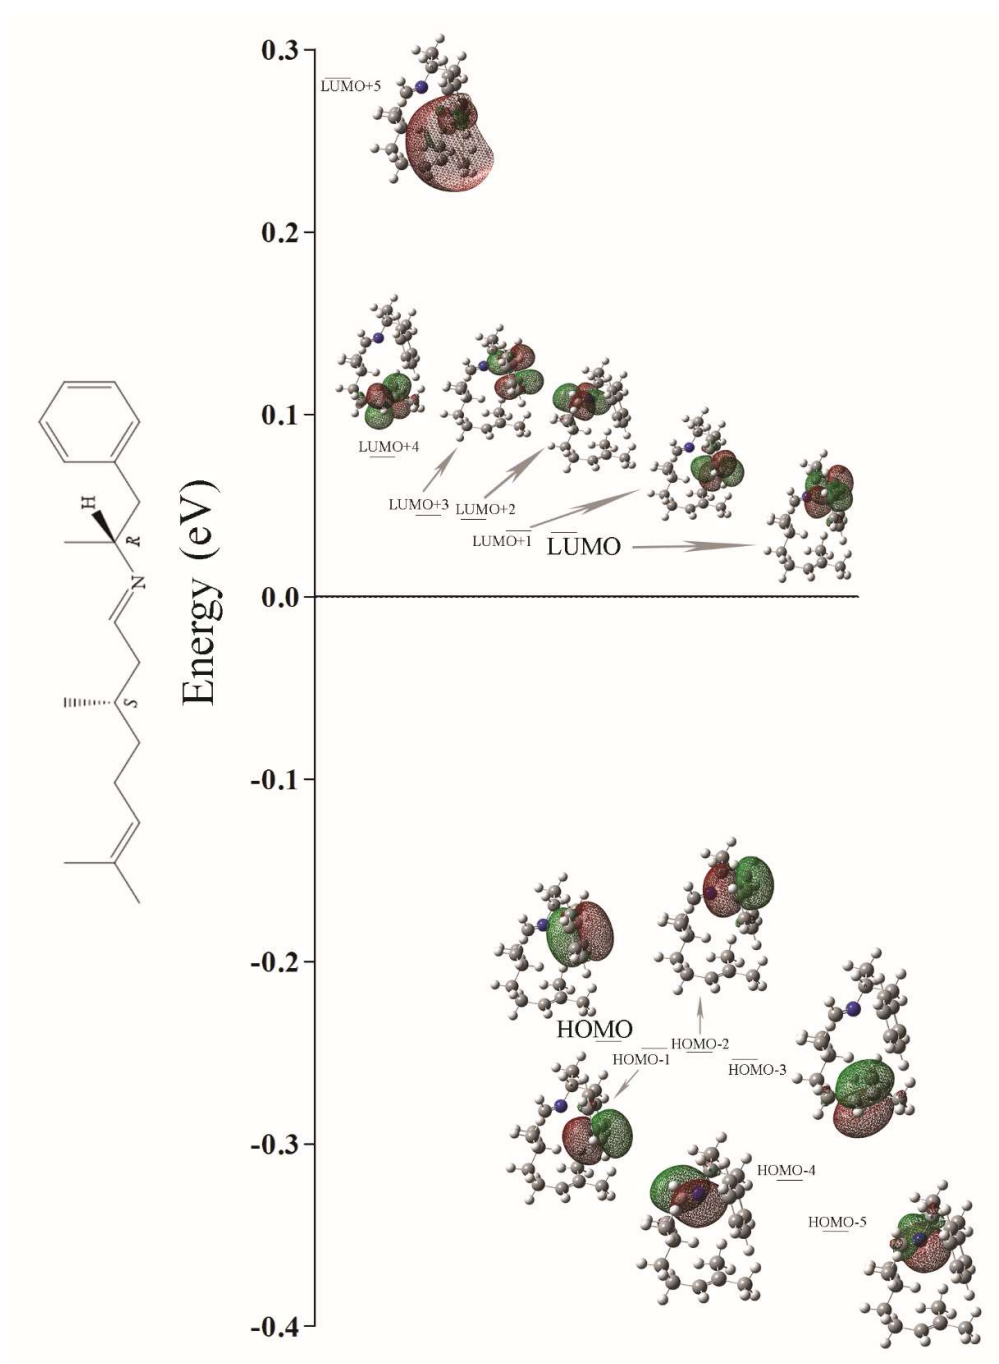 0.3
LUMO+5
0.2
0.1
LUMO+4
LUMO+3
LUMO+2
LUMO+1
LUMO
0.0
-0.1
-0.2
HOMO
HOMO-1
HOMO-2
HOMO-3
-0.3
HOMO-4
HOMO-5
-0.4
Energy (eV)
H
R
N
S